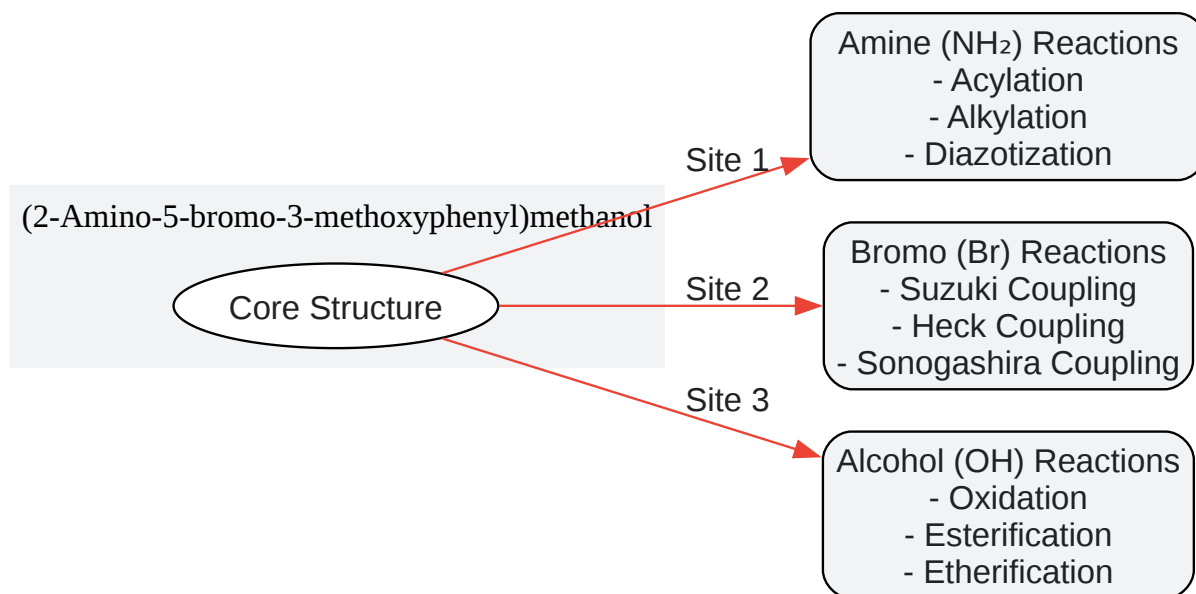 (2-Amino-5-bromo-3-methoxyphenyl)methanol
Core Structure
Site 1
Amine (NH₂) Reactions
- Acylation
- Alkylation
- Diazotization
Site 2
Bromo (Br) Reactions
- Suzuki Coupling
- Heck Coupling
- Sonogashira Coupling
Site 3
Alcohol (OH) Reactions
- Oxidation
- Esterification
- Etherification